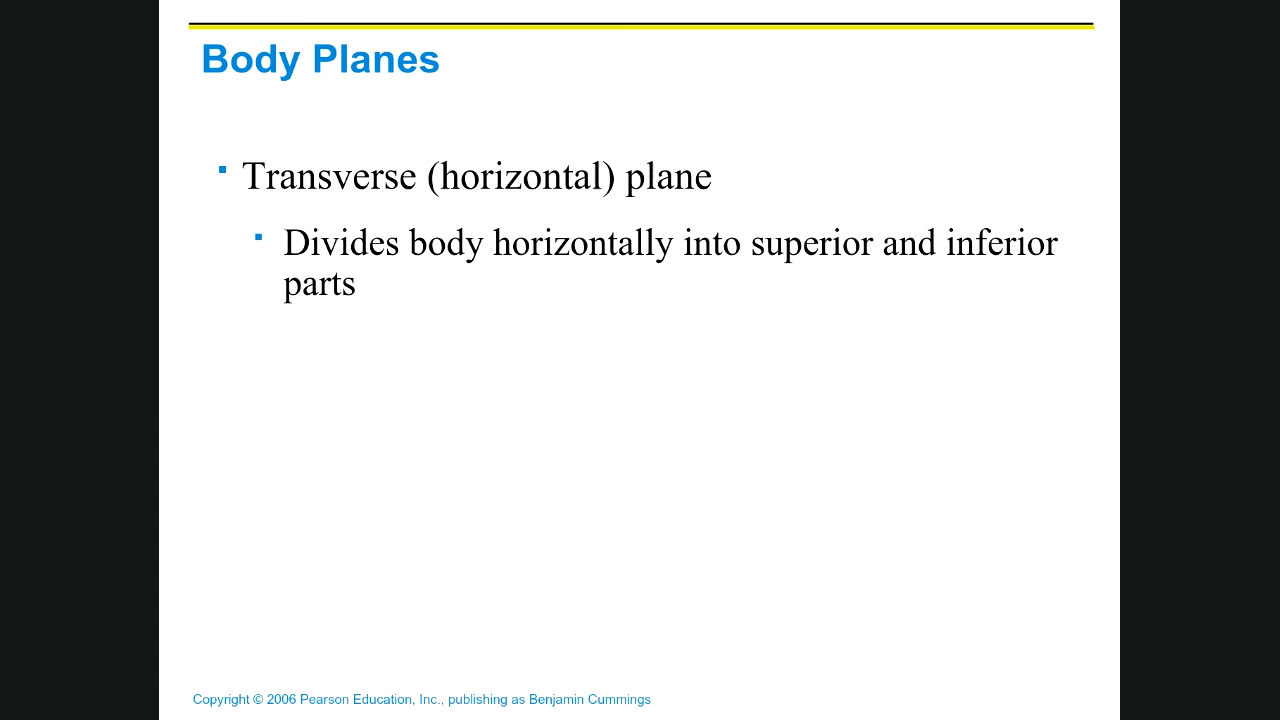 Body Planes
Transverse (horizontal) plane
Divides body horizontally into superior and inferior
parts
Copyright © 2006 Pearson Education, Inc., publishing as Benjamin Cummings